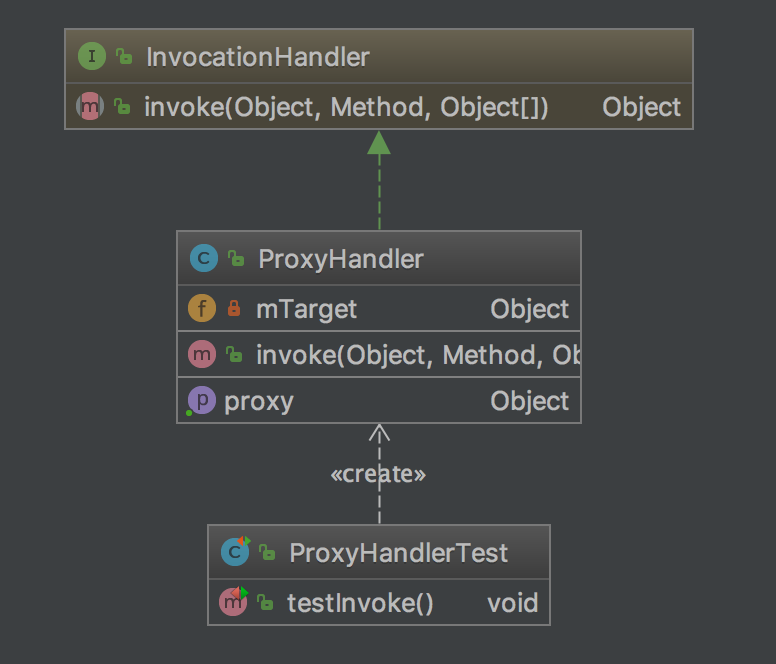 I InvocationHandler
m invoke(Object, Method, Object[]) Object
C ProxyHandler
f mTarget Object
m invoke(Object, Method, Ob
p proxy Object
«create»
C ProxyHandlerTest
m testInvoke() void